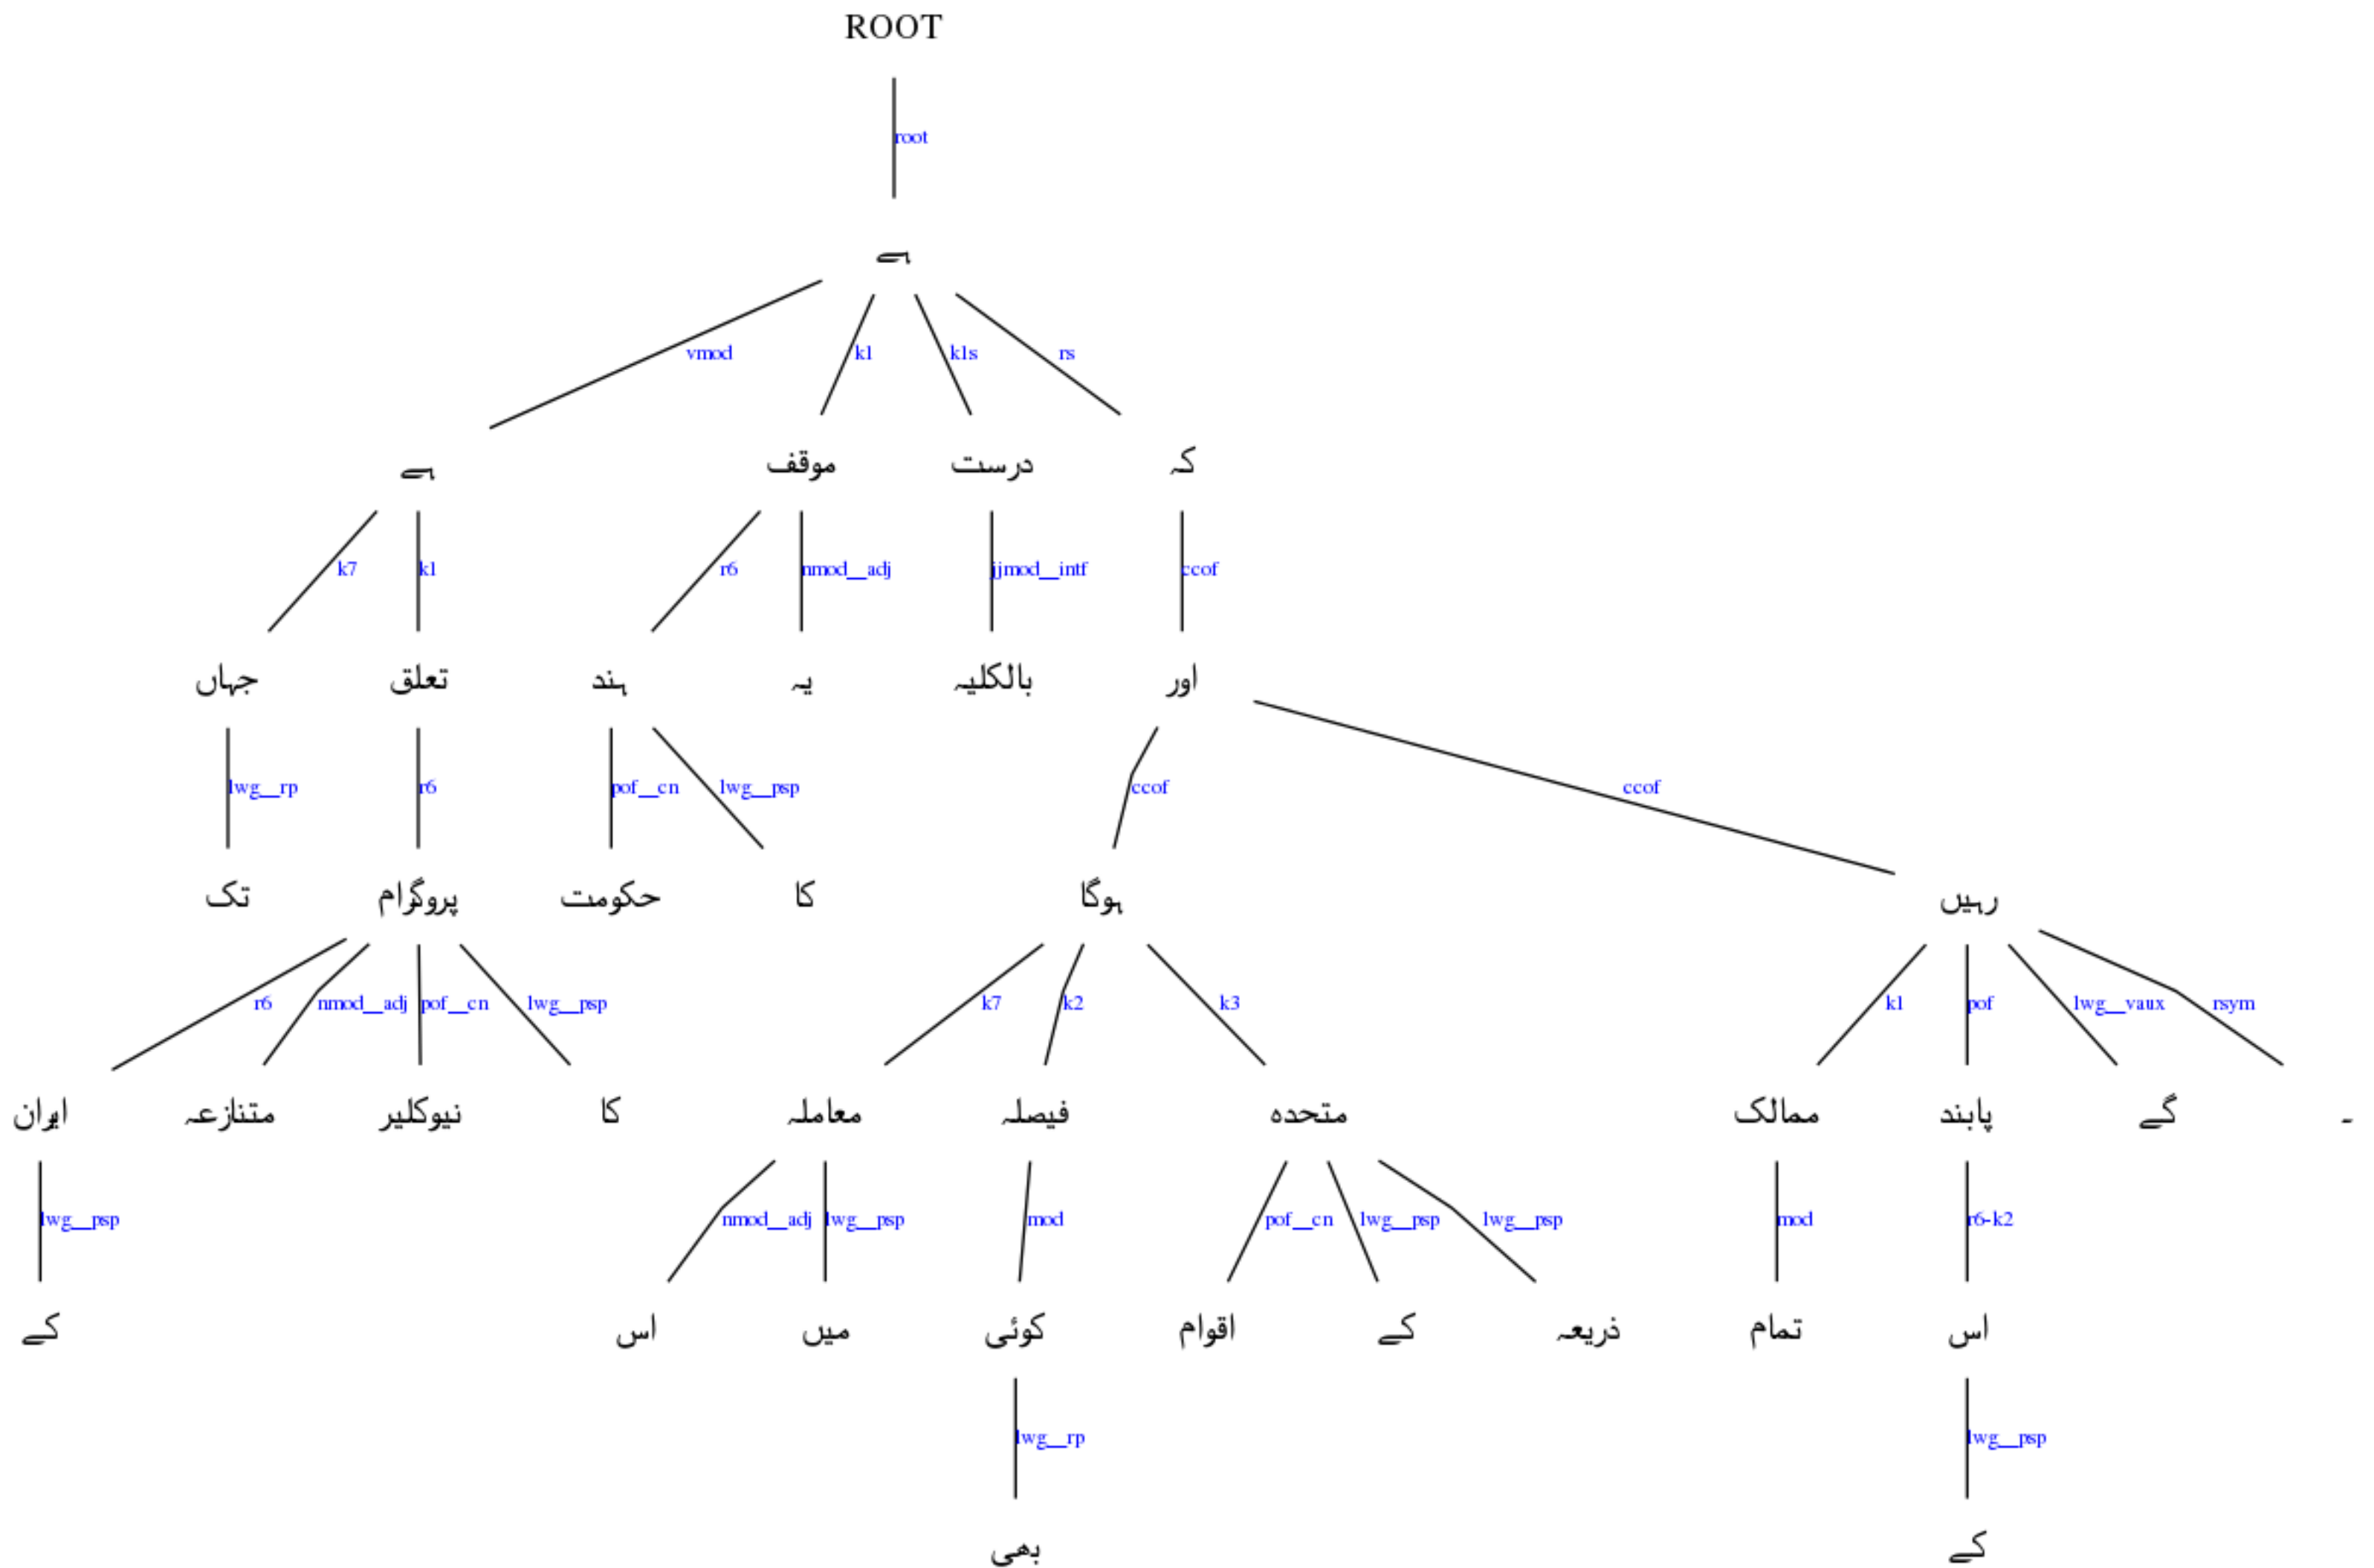 ROOT
root
ہے
vmod k1 k1s rs
ہے موقف درست کہ
k7 k1 r6 nmod__adj jjmod__intf ccof
جہاں تعلق ہند یہ بالکلیہ اور
lwg__rp r6 pof__cn lwg__psp ccof ccof
تک پروگرام حکومت کا ہوگا رہیں
r6 nmod__adj pof__cn lwg__psp k7 k2 k3 k1 pof lwg__vaux rsym
ایران متنازعہ نیوکلیر کا معاملہ فیصلہ متحدہ ممالک پابند گے ۔
lwg__psp nmod__adj lwg__psp mod pof__cn lwg__psp lwg__psp mod r6-k2
کے اس میں کوئی اقوام کے ذریعہ تمام اس
lwg__rp lwg__psp
بھی کے